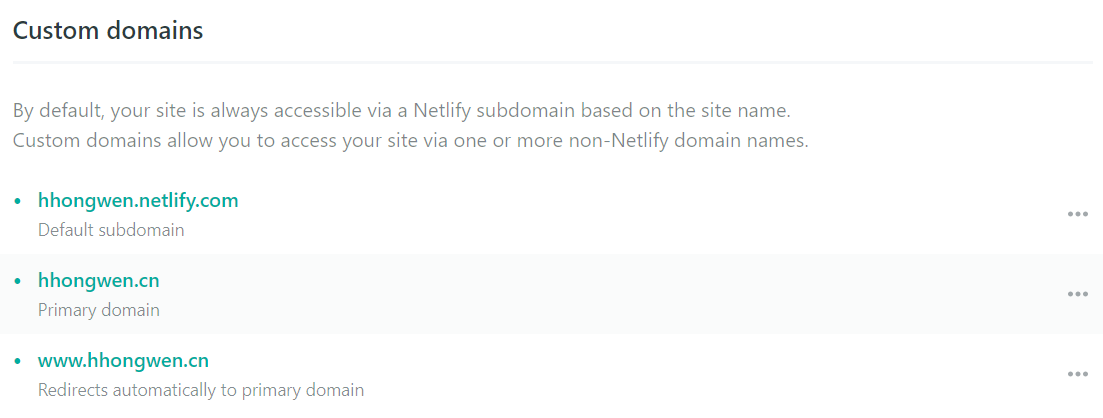 Custom domains
By default, your site is always accessible via a Netlify subdomain based on the site name.
Custom domains allow you to access your site via one or more non-Netlify domain names.
• hhongwen.netlify.com
Default subdomain
• hhongwen.cn
Primary domain
• www.hhongwen.cn
Redirects automatically to primary domain